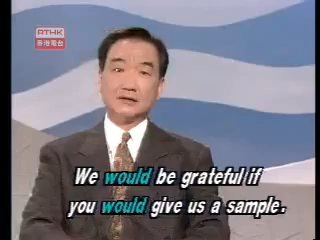 RTHK
香港電台
We would be grateful if
you would give us a sample.